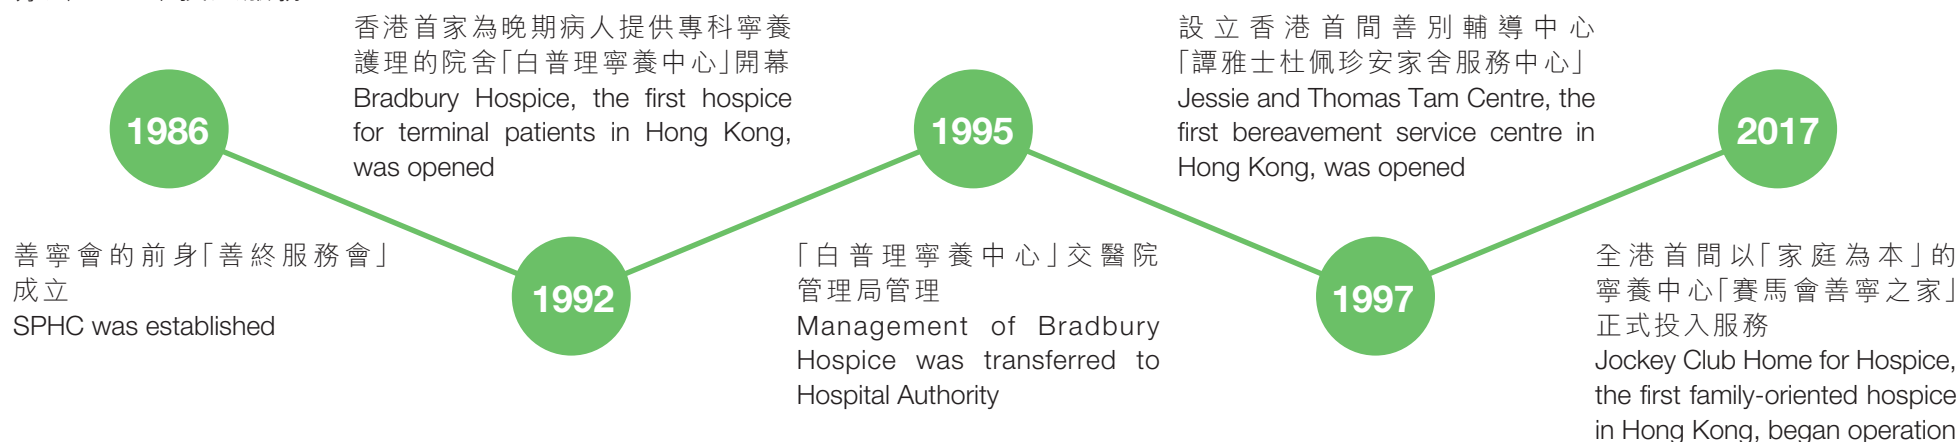 1986
善寧會的前身「善終服務會」
成立
SPHC was established
香港首家為晚期病人提供專科寧養
護理的院舍「白普理寧養中心」開幕
Bradbury Hospice, the first hospice
for terminal patients in Hong Kong,
was opened
1992
1995
「白普理寧養中心」交醫院
管理局管理
Management of Bradbury
Hospice was transferred to
Hospital Authority
設立香港首間善別輔導中心
「譚雅士杜佩珍安家舍服務中心」
Jessie and Thomas Tam Centre, the
first bereavement service centre in
Hong Kong, was opened
1997
2017
全港首間以「家庭為本」的
寧養中心「賽馬會善寧之家」
正式投入服務
Jockey Club Home for Hospice,
the first family-oriented hospice
in Hong Kong, began operation